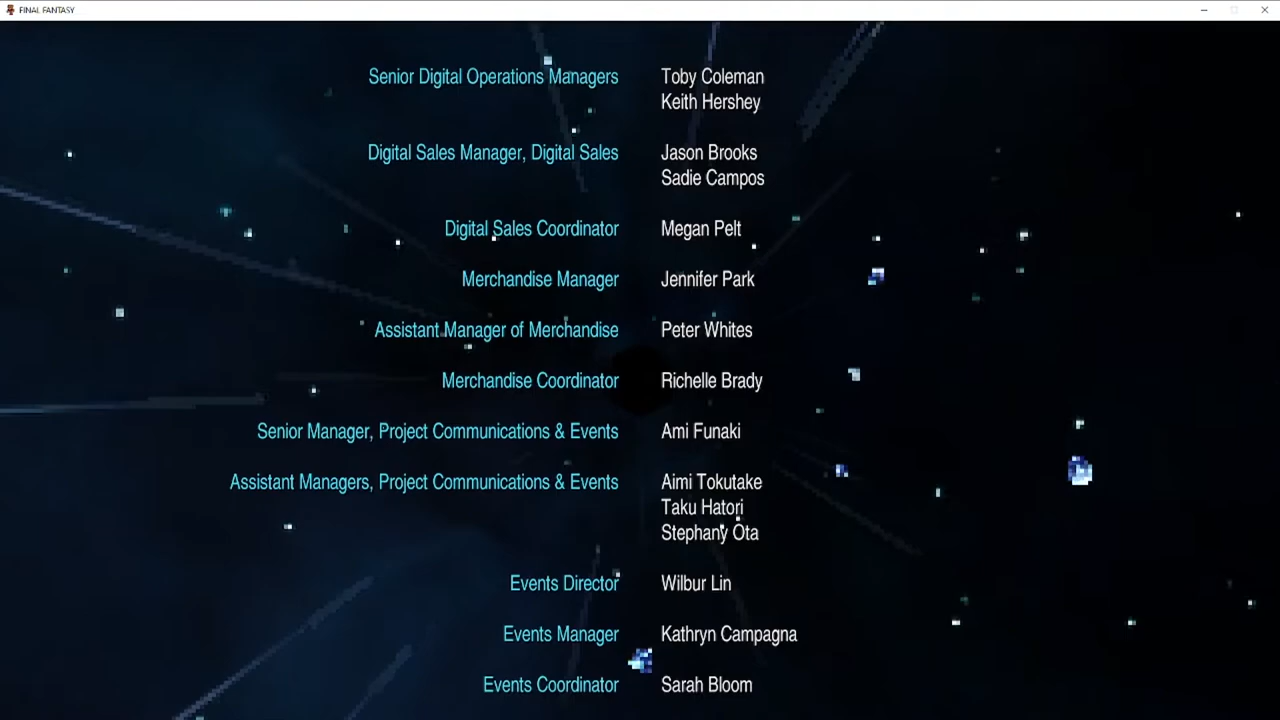 FINAL FANTASY
Senior Digital Operations Managers Toby Coleman
Keith Hershey
Digital Sales Manager, Digital Sales Jason Brooks
Sadie Campos
Digital Sales Coordinator Megan Pelt
Merchandise Manager Jennifer Park
Assistant Manager of Merchandise Peter Whites
Merchandise Coordinator Richelle Brady
Senior Manager, Project Communications & Events Ami Funaki
Assistant Managers, Project Communications & Events Aimi Tokutake
Taku Hatori
Stephany Ota
Events Director Wilbur Lin
Events Manager Kathryn Campagna
Events Coordinator Sarah Bloom